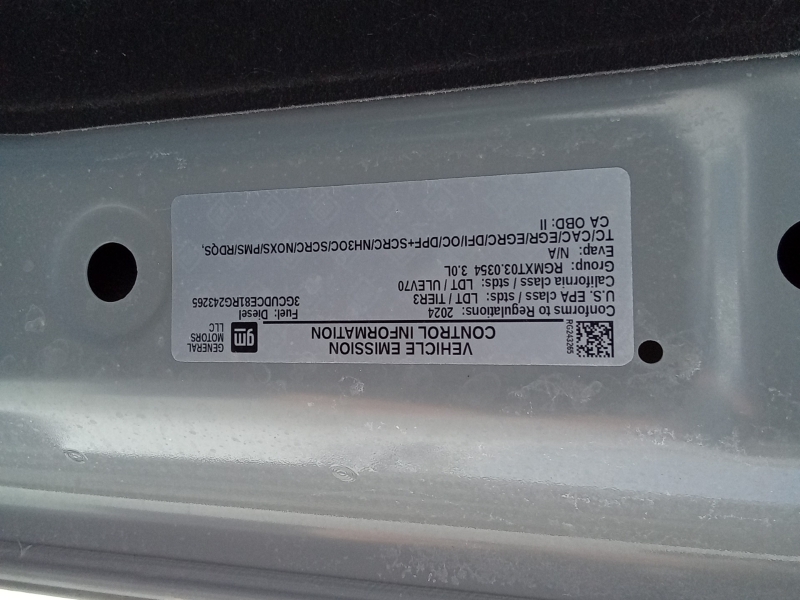 VEHICLE EMISSION
CONTROL INFORMATION
RG243265
gm
GENERAL
MOTORS
LLC
Conforms to Regulations: 2024
Fuel: Diesel
U.S. EPA class / stds: LDT / TIER3
3GCUDCE81RG243265
California class / stds: LDT / ULEV70
Group: RGMXT03.0354 3.0L
Evap: N/A
TC/CAC/EGR/EGRC/DFI/OC/DPF+SCRC/NH3OC/SCRC/NOXS/PMS/RDQS,
CA OBD: II